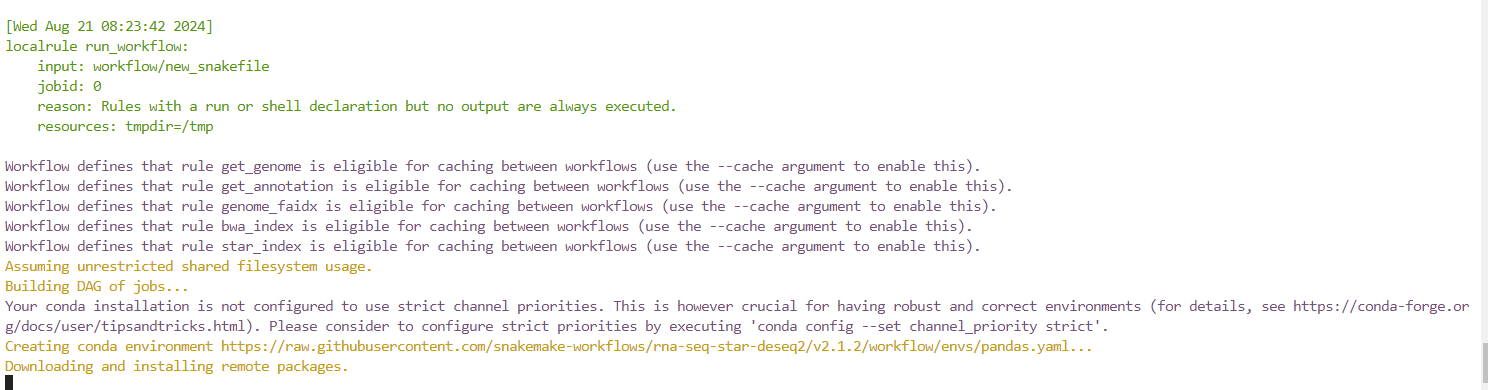 [Wed Aug 21 08:23:42 2024]
localrule run_workflow:
    input: workflow/new_snakefile
    jobid: 0
    reason: Rules with a run or shell declaration but no output are always executed.
    resources: tmpdir=/tmp

Workflow defines that rule get_genome is eligible for caching between workflows (use the --cache argument to enable this).
Workflow defines that rule get_annotation is eligible for caching between workflows (use the --cache argument to enable this).
Workflow defines that rule genome_faidx is eligible for caching between workflows (use the --cache argument to enable this).
Workflow defines that rule bwa_index is eligible for caching between workflows (use the --cache argument to enable this).
Workflow defines that rule star_index is eligible for caching between workflows (use the --cache argument to enable this).
Assuming unrestricted shared filesystem usage.
Building DAG of jobs...
Your conda installation is not configured to use strict channel priorities. This is however crucial for having robust and correct environments (for details, see https://conda-forge.or
g/docs/user/tipsandtricks.html). Please consider to configure strict priorities by executing 'conda config --set channel_priority strict'.
Creating conda environment https://raw.githubusercontent.com/snakemake-workflows/rna-seq-star-deseq2/v2.1.2/workflow/envs/pandas.yaml...
Downloading and installing remote packages.